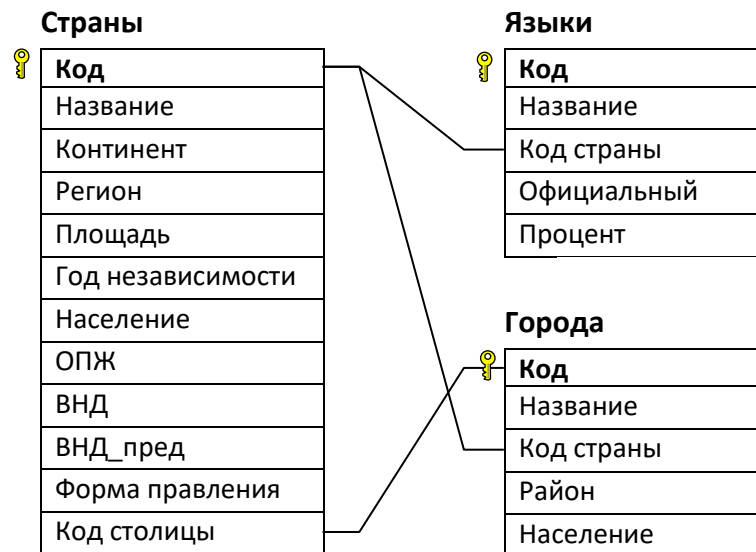 Страны
Код
Название
Континент
Регион
Площадь
Год независимости
Население
ОПЖ
ВНД
ВНД_пред
Форма правления
Код столицы
Языки
Код
Название
Код страны
Официальный
Процент
Города
Код
Название
Код страны
Район
Население